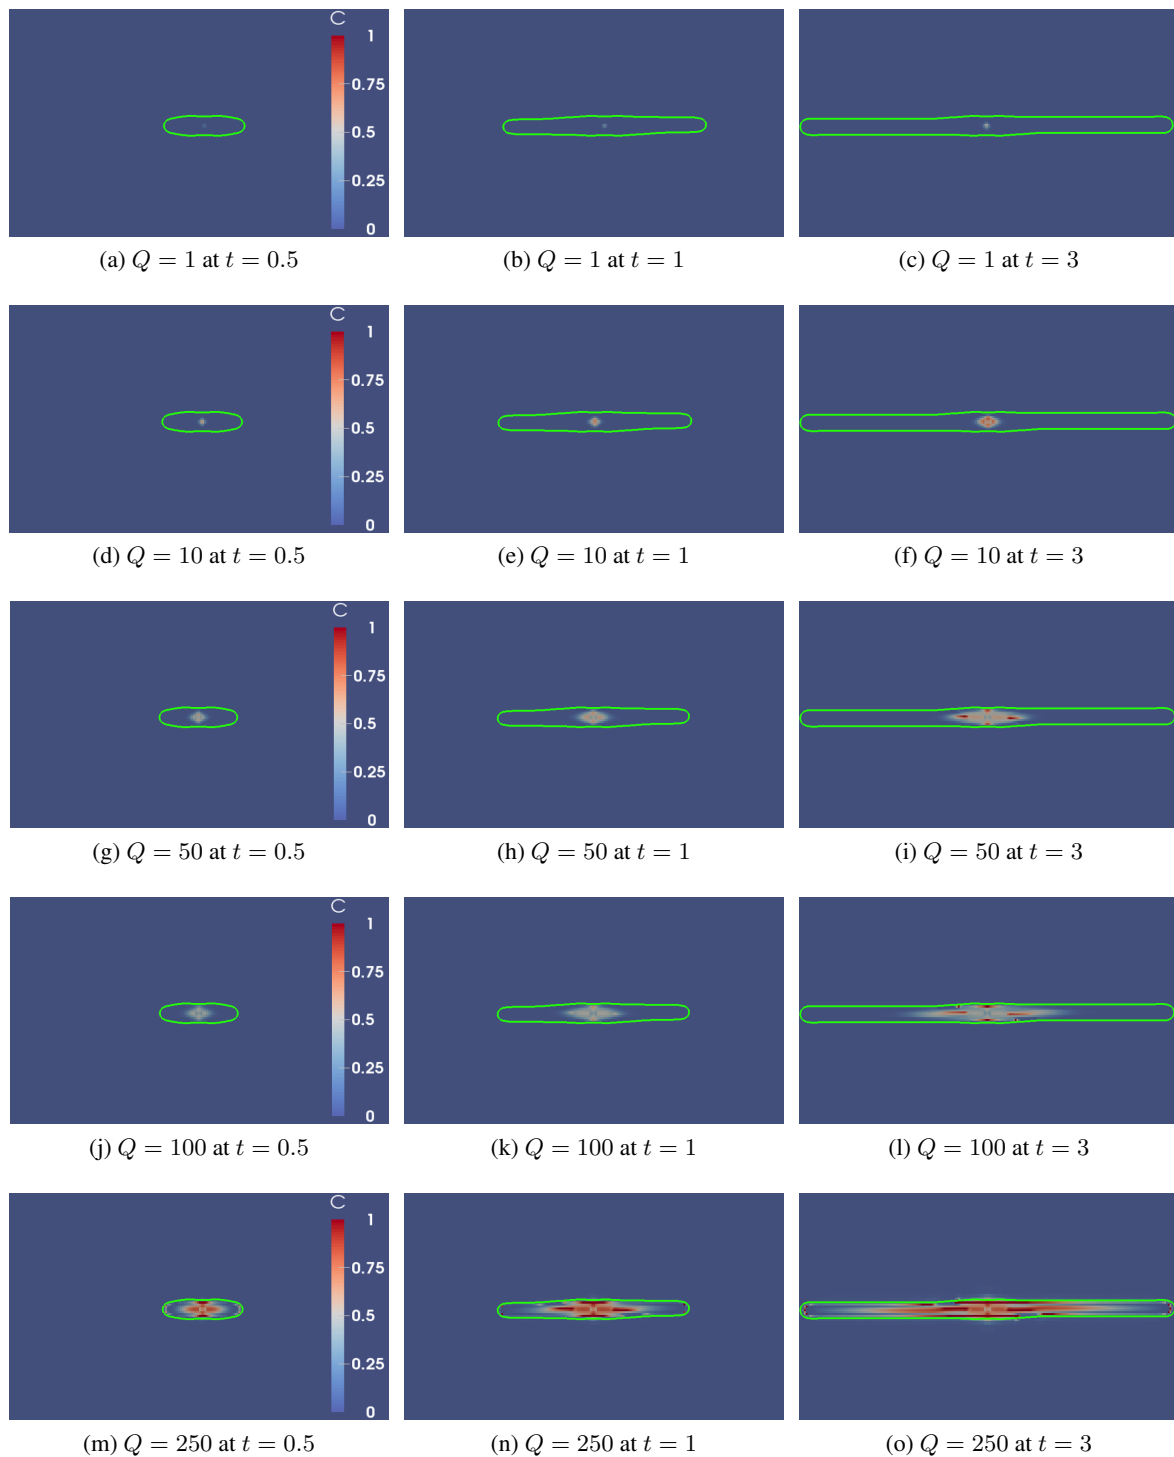 C
1
0.75
0.5
0.25
0
(a) Q = 1 at t = 0.5
(b) Q = 1 at t = 1
(c) Q = 1 at t = 3
C
1
0.75
0.5
0.25
0
(d) Q = 10 at t = 0.5
(e) Q = 10 at t = 1
(f) Q = 10 at t = 3
C
1
0.75
0.5
0.25
0
(g) Q = 50 at t = 0.5
(h) Q = 50 at t = 1
(i) Q = 50 at t = 3
C
1
0.75
0.5
0.25
0
(j) Q = 100 at t = 0.5
(k) Q = 100 at t = 1
(l) Q = 100 at t = 3
C
1
0.75
0.5
0.25
0
(m) Q = 250 at t = 0.5
(n) Q = 250 at t = 1
(o) Q = 250 at t = 3